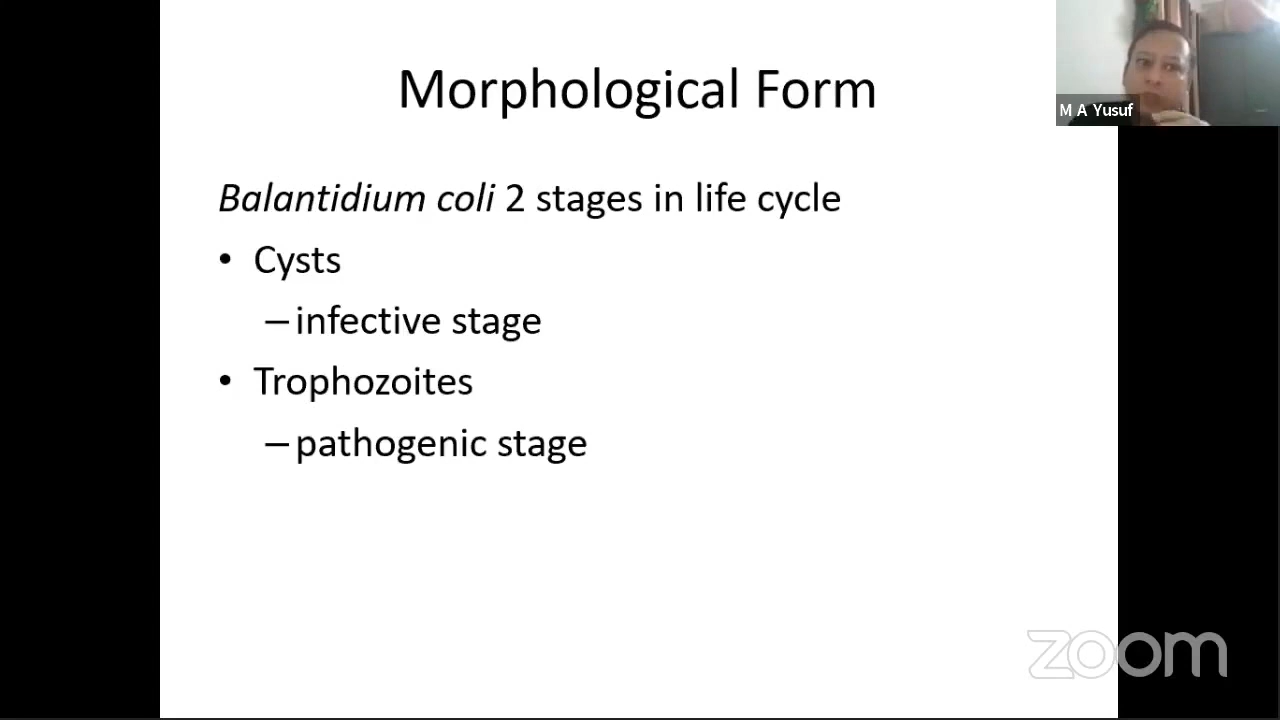 Morphological Form
M A Yusuf
Balantidium coli 2 stages in life cycle
• Cysts
– infective stage
• Trophozoites
– pathogenic stage
zoom